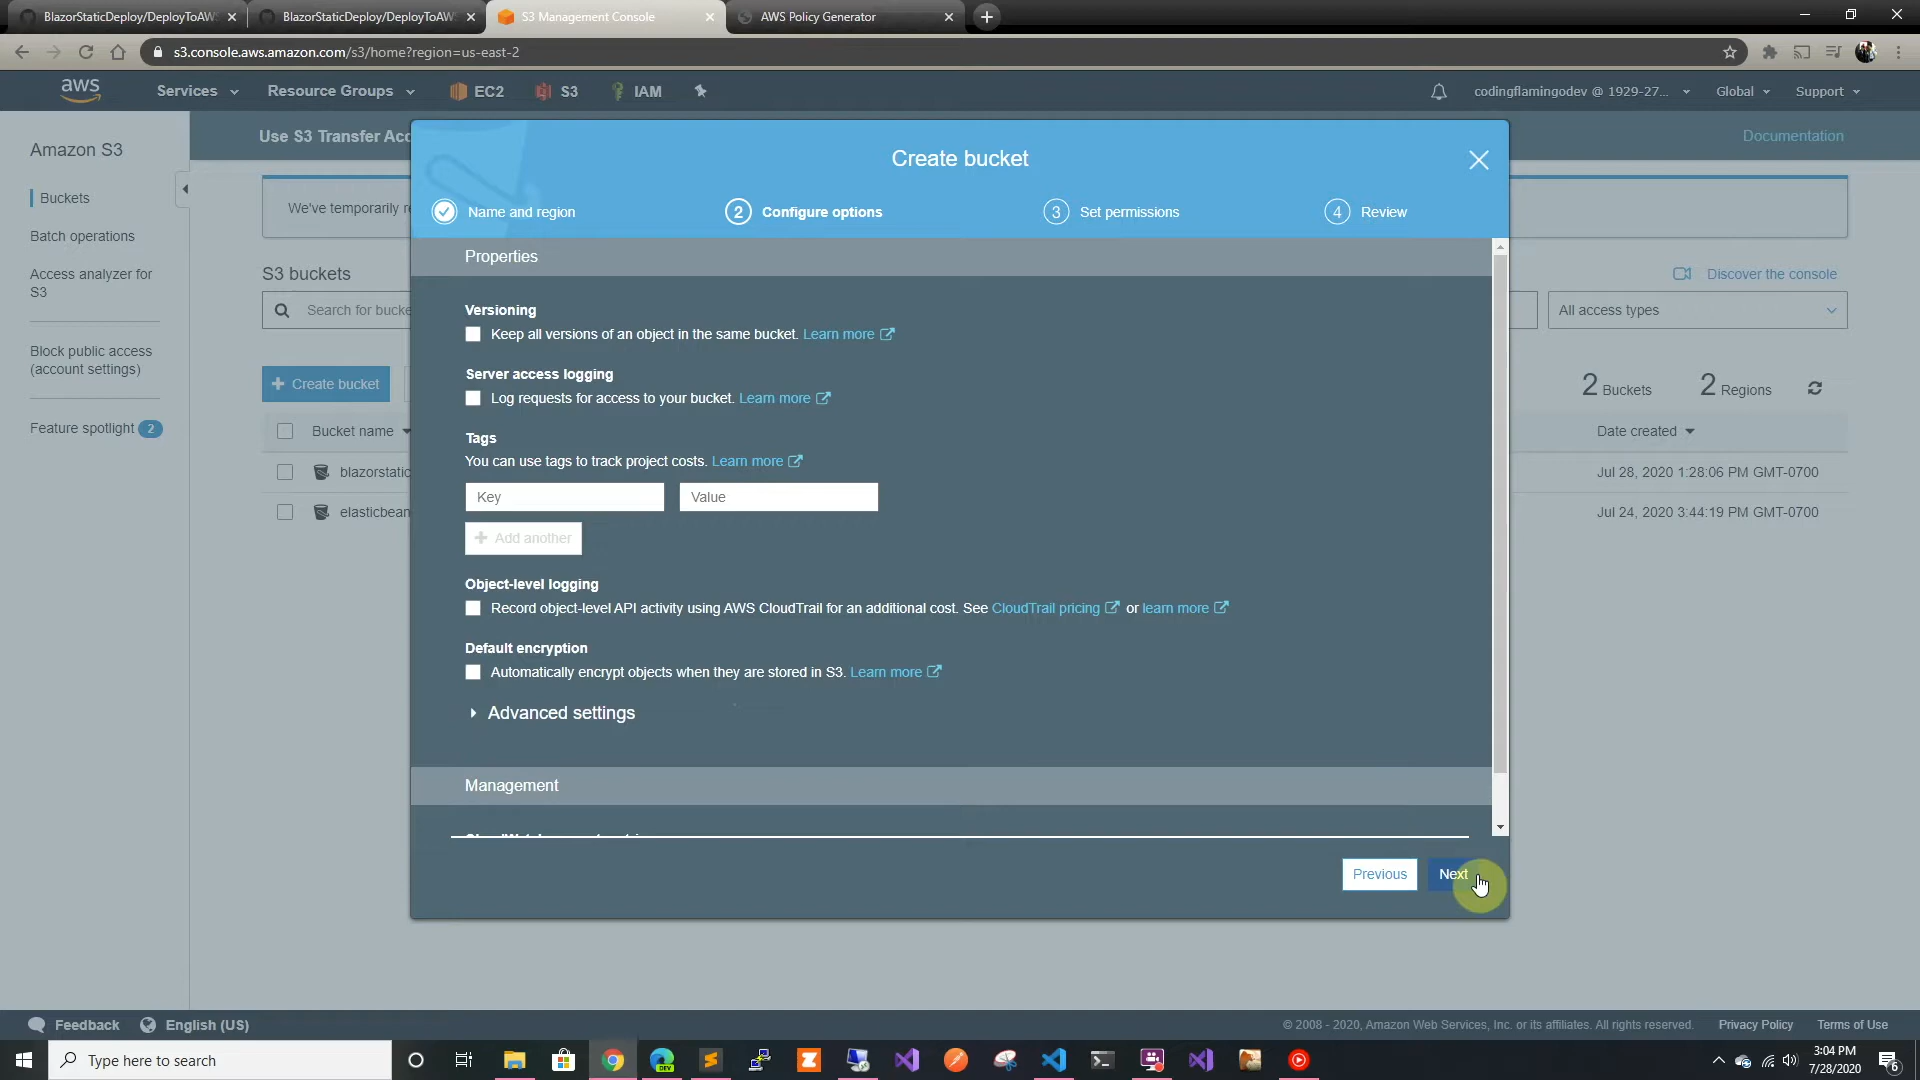 BlazorStaticDeploy/DeployToAWS
BlazorStaticDeploy/DeployToAWS
S3 Management Console
AWS Policy Generator
s3.console.aws.amazon.com/s3/home?region=us-east-2
aws
Services
Resource Groups
EC2
S3
IAM
codingflamingodev @ 1929-27...
Global
Support
Amazon S3
Use S3 Transfer Acc
Documentation
Create bucket
Buckets
We've temporarily re
Name and region
2 Configure options
3 Set permissions
4 Review
Batch operations
Properties
Access analyzer for
S3
S3 buckets
Discover the console
Versioning
Search for bucke
All access types
Keep all versions of an object in the same bucket. Learn more
Block public access
(account settings)
Server access logging
Create bucket
Log requests for access to your bucket. Learn more
2 Buckets
2 Regions
Feature spotlight 2
Bucket name
Tags
Date created
You can use tags to track project costs. Learn more
blazorstatic
Jul 28, 2020 1:28:06 PM GMT-0700
Key
Value
elasticbean
Jul 24, 2020 3:44:19 PM GMT-0700
Add another
Object-level logging
Record object-level API activity using AWS CloudTrail for an additional cost. See CloudTrail pricing or learn more
Default encryption
Automatically encrypt objects when they are stored in S3. Learn more
Advanced settings
Management
Previous
Next
Feedback
English (US)
© 2008 - 2020, Amazon Web Services, Inc. or its affiliates. All rights reserved.
Privacy Policy
Terms of Use
Type here to search
DEV
3:04 PM
7/28/2020
6